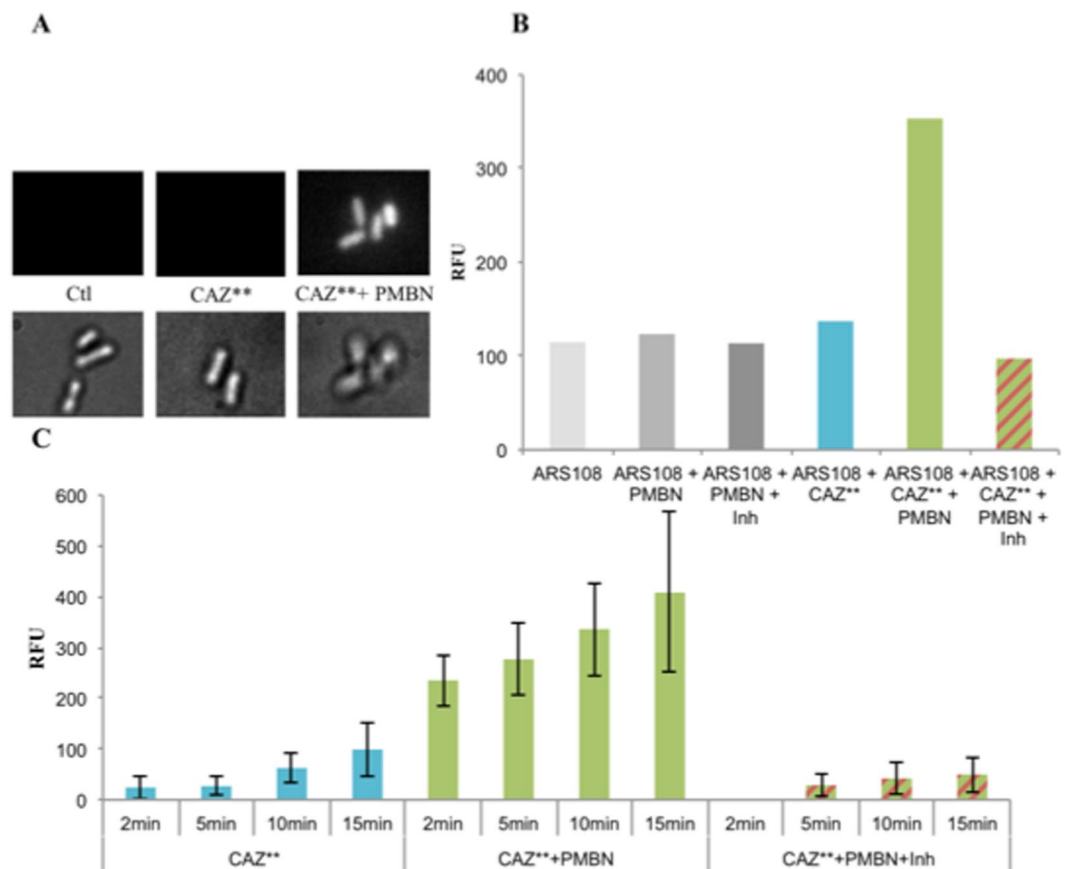 A
Ctl
CAZ**
CAZ**+ PMBN
B
400
300
200
100
0
RFU
ARS108
ARS108 +
PMBN
ARS108 +
PMBN +
Inh
ARS108 +
CAZ**
ARS108 +
CAZ** +
PMBN
ARS108 +
CAZ** +
PMBN +
Inh
C
600
500
400
300
200
100
0
RFU
2min
5min
10min
15min
2min
5min
10min
15min
2min
5min
10min
15min
CAZ**
CAZ**+PMBN
CAZ**+PMBN+Inh